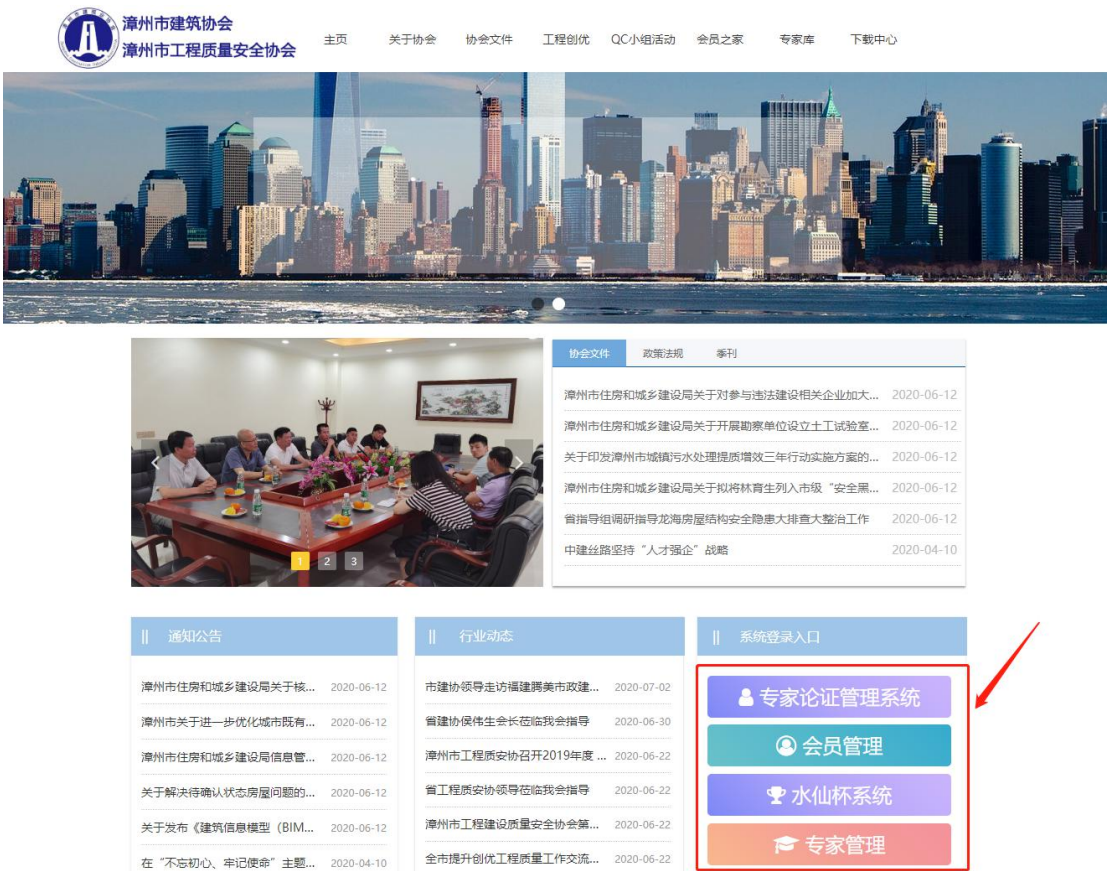 漳州市建筑协会
漳州市工程质量安全协会
主页 关于协会 协会文件 工程创优 QC小组活动 会员之家 专家库 下载中心
协会文件 政策法规 季刊
漳州市住房和城乡建设局关于对参与违法建设相关企业加大... 2020-06-12
漳州市住房和城乡建设局关于开展勘察单位设立土工试验室... 2020-06-12
关于印发漳州市城镇污水处理提质增效三年行动实施方案的... 2020-06-12
漳州市住房和城乡建设局关于拟将林育生列入市级“安全黑... 2020-06-12
省指导组调研指导龙海房屋结构安全隐患大排查大整治工作 2020-06-12
中建丝路坚持“人才强企”战略 2020-04-10
1 2 3
|| 通知公告
漳州市住房和城乡建设局关于核... 2020-06-12
漳州市关于进一步优化城市既有... 2020-06-12
漳州市住房和城乡建设局信息管... 2020-06-12
关于解决待确认状态房屋问题的... 2020-06-12
关于发布《建筑信息模型（BIM... 2020-06-12
在“不忘初心、牢记使命”主题... 2020-04-10
|| 行业动态
市建协领导走访福建腾美市政建... 2020-07-02
省建协侯伟生会长莅临我会指导 2020-06-30
漳州市工程质安协召开2019年度 ... 2020-06-22
省工程质安协领导莅临我会指导 2020-06-22
漳州市工程建设质量安全协会第... 2020-06-22
全市提升创优工程质量工作交流... 2020-06-22
|| 系统登录入口
专家论证管理系统
会员管理
水仙杯系统
专家管理